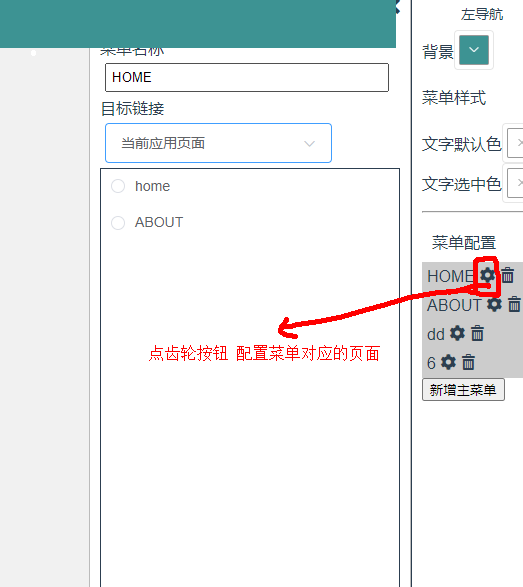 左导航
背景
菜单名称
HOME
目标链接
当前应用页面
home
ABOUT
点齿轮按钮 配置菜单对应的页面
菜单样式
文字默认色
文字选中色
菜单配置
HOME
ABOUT
dd
6
新增主菜单